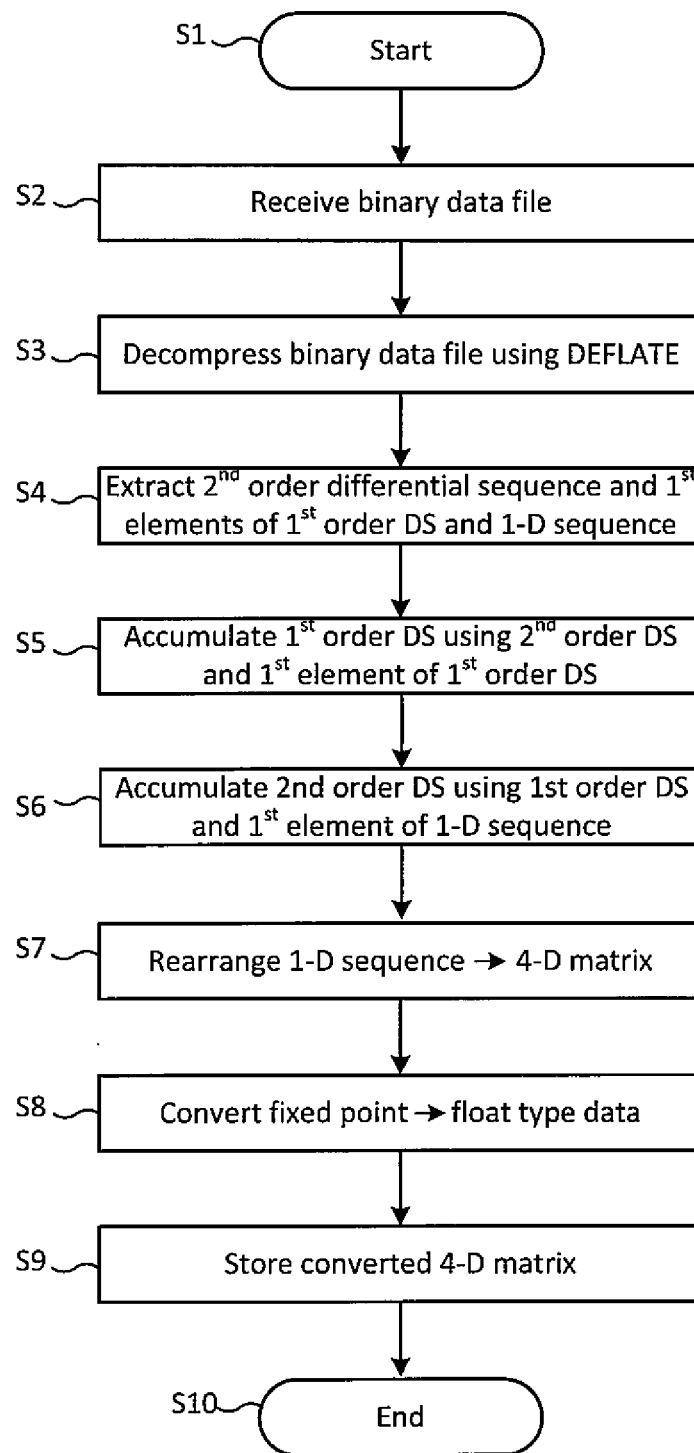 S1
Start
S2
Receive binary data file
S3
Decompress binary data file using DEFLATE
S4
Extract 2nd order differential sequence and 1st
elements of 1st order DS and 1-D sequence
S5
Accumulate 1st order DS using 2nd order DS
and 1st element of 1st order DS
S6
Accumulate 2nd order DS using 1st order DS
and 1st element of 1-D sequence
S7
Rearrange 1-D sequence → 4-D matrix
S8
Convert fixed point → float type data
S9
Store converted 4-D matrix
S10
End